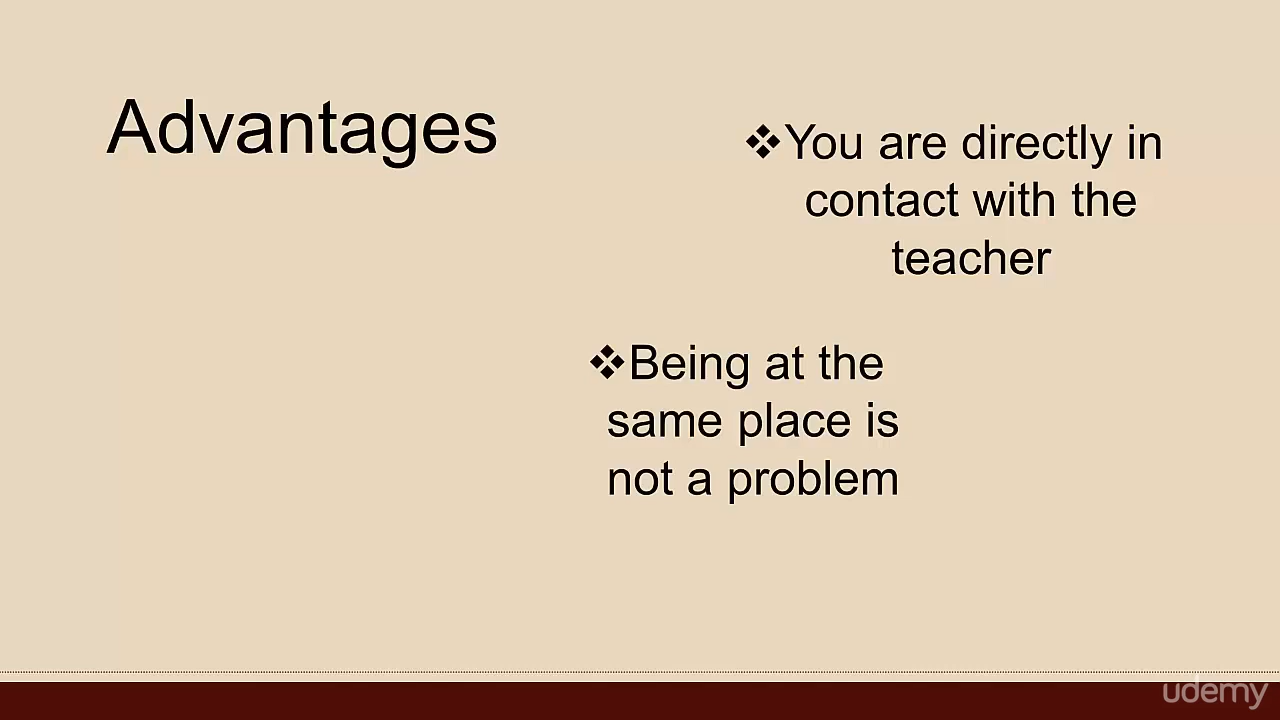 Advantages
❖You are directly in
contact with the
teacher
❖Being at the
same place is
not a problem
udemy